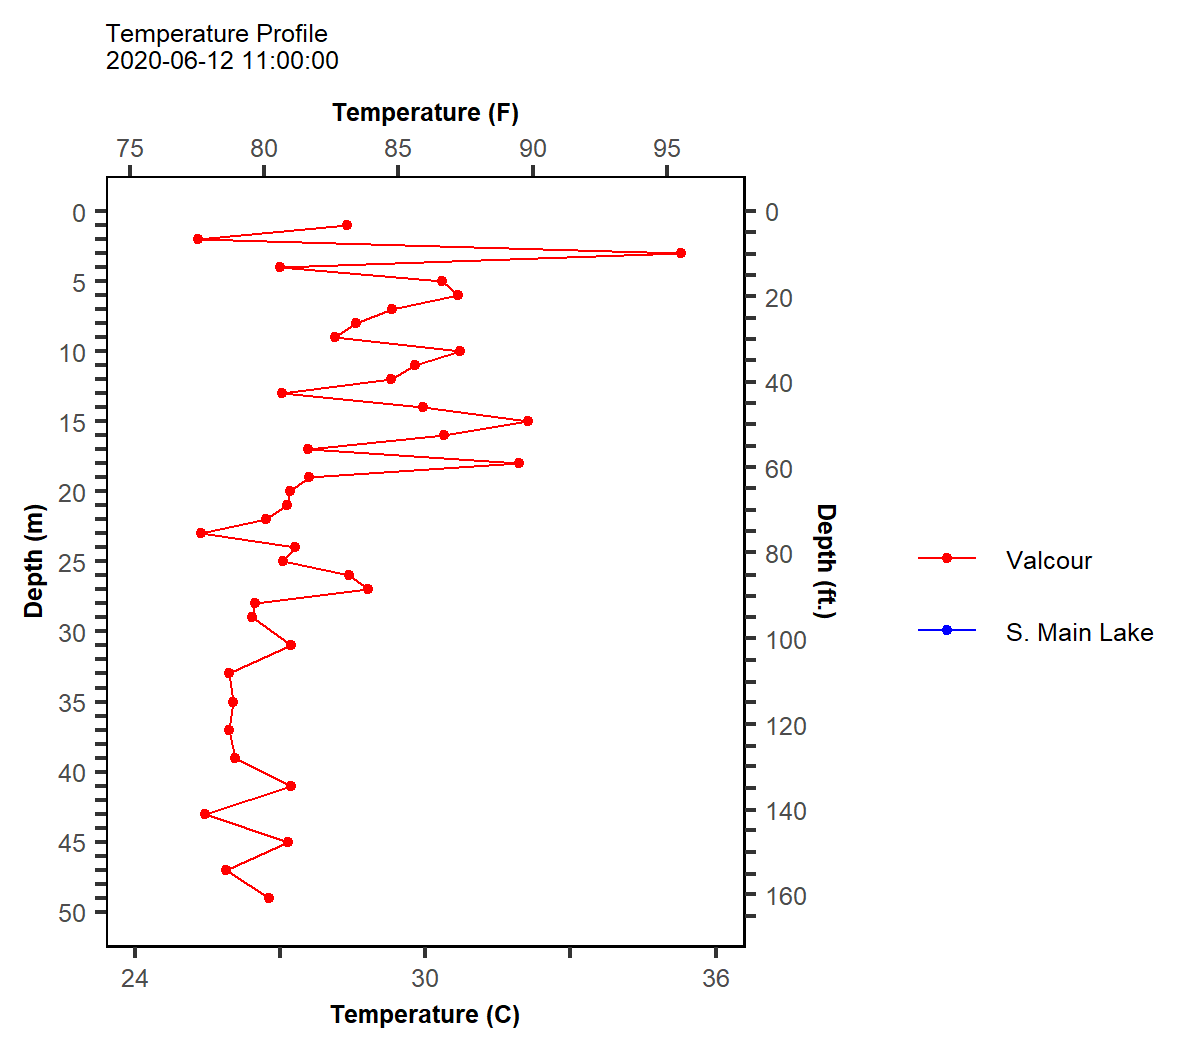 Temperature Profile
2020-06-12 11:00:00
Temperature (F)
75 80 85 90 95
0 0
5
10
15
20
25
30
35
40
45
50
20
40
60
80
100
120
140
160
Depth (m)
Depth (ft.)
Valcour
S. Main Lake
24 30 36
Temperature (C)